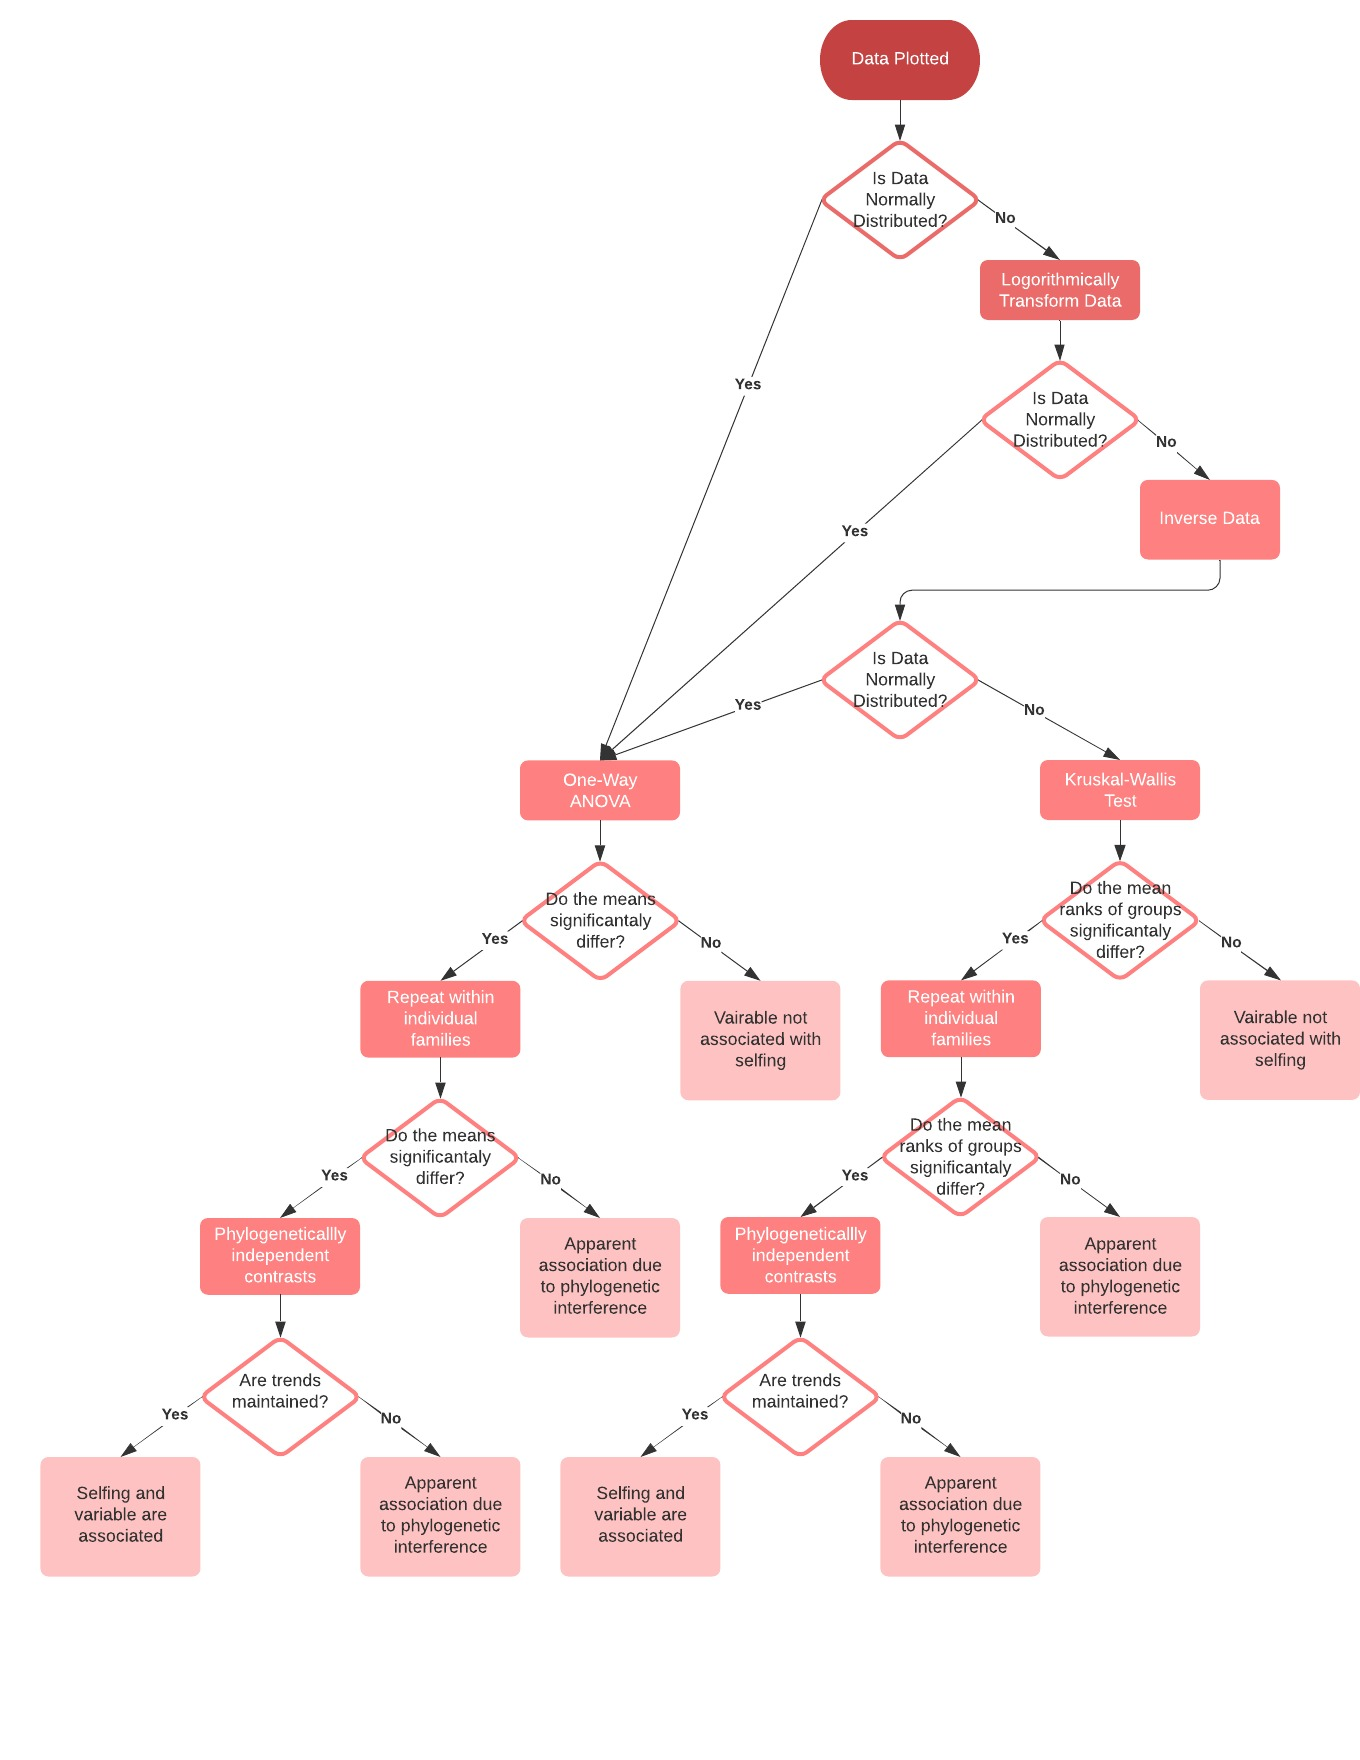 Data Plotted
Is Data
Normally
Distributed?
No
Logorithmically
Transform Data
Yes
Is Data
Normally
Distributed?
No
Inverse Data
Yes
Is Data
Normally
Distributed?
Yes
No
One-Way
ANOVA
Kruskal-Wallis
Test
Do the means
significantaly
differ?
Yes
No
Do the mean
ranks of groups
significantaly
differ?
Yes
No
Repeat within
individual
families
Vairable not
associated with
selfing
Repeat within
individual
families
Vairable not
associated with
selfing
Do the means
significantaly
differ?
Yes
No
Do the mean
ranks of groups
significantaly
differ?
Yes
No
Phylogeneticallly
independent
contrasts
Apparent
association due
to phylogenetic
interference
Phylogeneticallly
independent
contrasts
Apparent
association due
to phylogenetic
interference
Are trends
maintained?
Yes
No
Are trends
maintained?
Yes
No
Selfing and
variable are
associated
Apparent
association due
to phylogenetic
interference
Selfing and
variable are
associated
Apparent
association due
to phylogenetic
interference